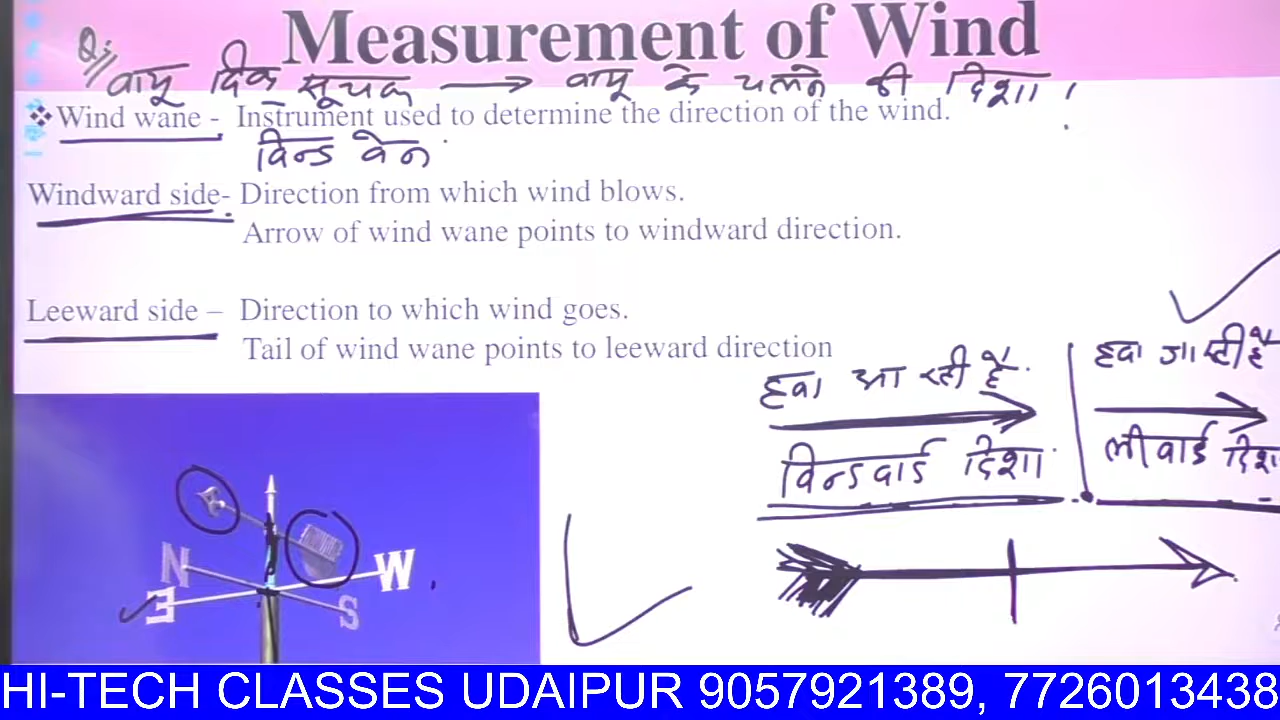 Measurement of Wind
Q:// वायु दिक सूचक → वायु के चलने की दिशा !
❖ Wind wane - Instrument used to determine the direction of the wind.
विन्ड वेन
Windward side- Direction from which wind blows.
Arrow of wind wane points to windward direction.
Leeward side – Direction to which wind goes.
Tail of wind wane points to leeward direction
हवा आ रही है.
हवा जा रही है
विन्डवार्ड दिशा
लीवार्ड दिशा
N
W
E
S
HI-TECH CLASSES UDAIPUR 9057921389, 7726013438